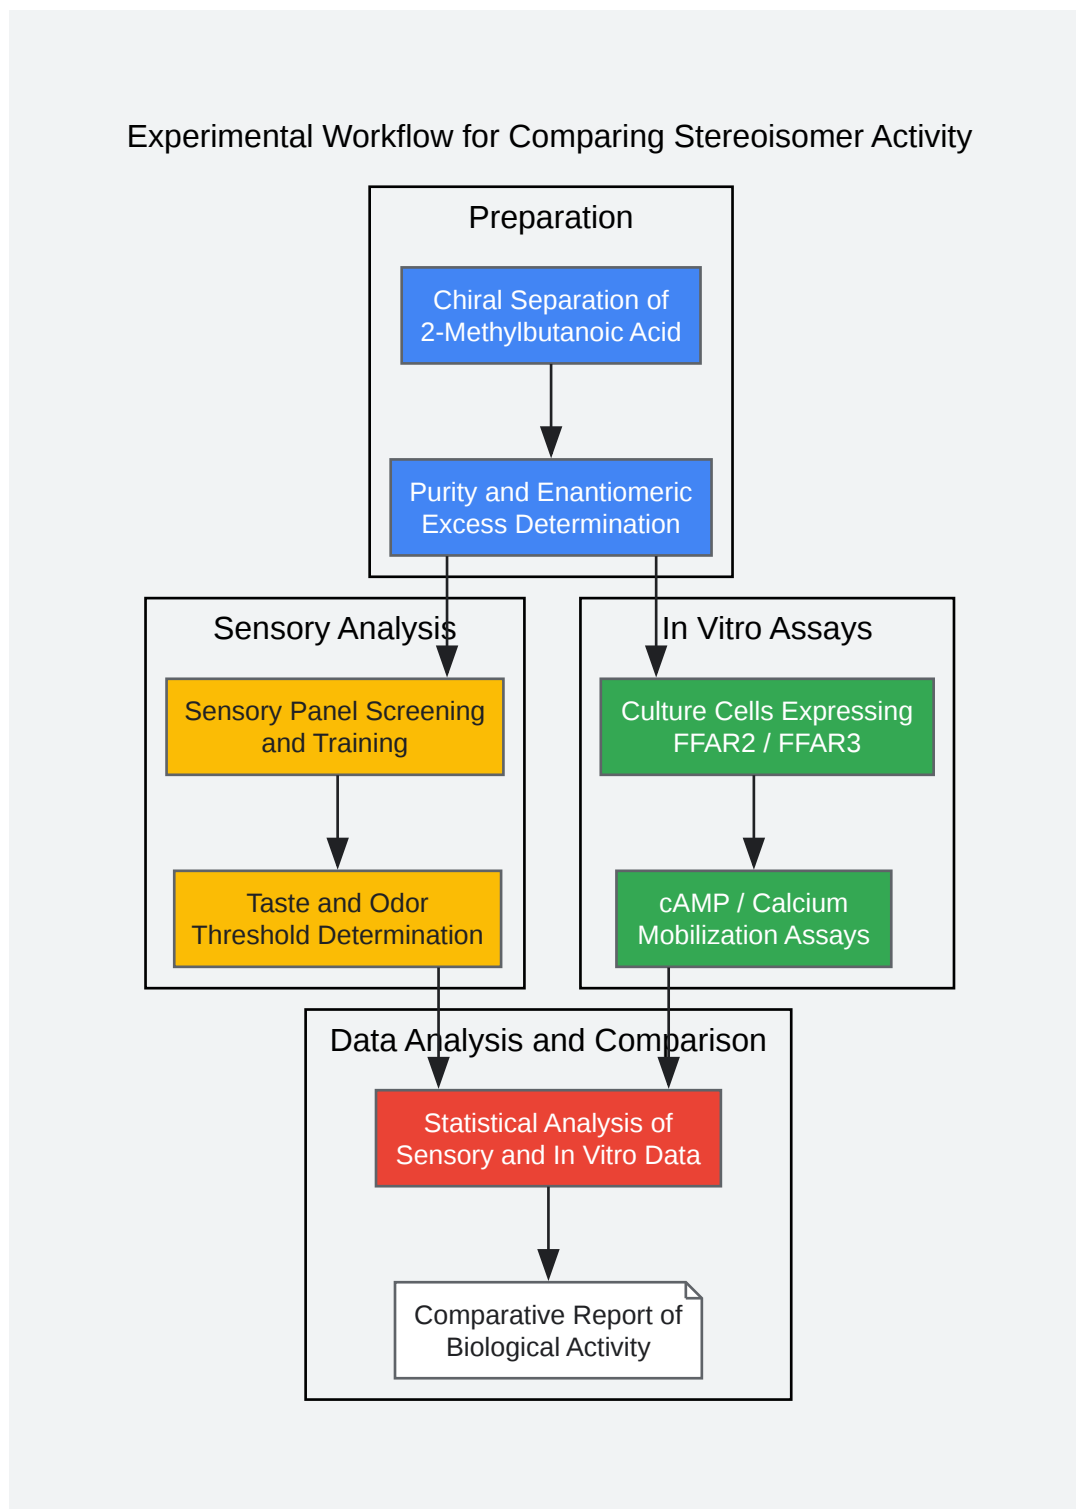 Experimental Workflow for Comparing Stereoisomer Activity
Preparation
Chiral Separation of
2-Methylbutanoic Acid
Purity and Enantiomeric
Excess Determination
Sensory Analysis
Sensory Panel Screening
and Training
Taste and Odor
Threshold Determination
In Vitro Assays
Culture Cells Expressing
FFAR2 / FFAR3
cAMP / Calcium
Mobilization Assays
Data Analysis and Comparison
Statistical Analysis of
Sensory and In Vitro Data
Comparative Report of
Biological Activity